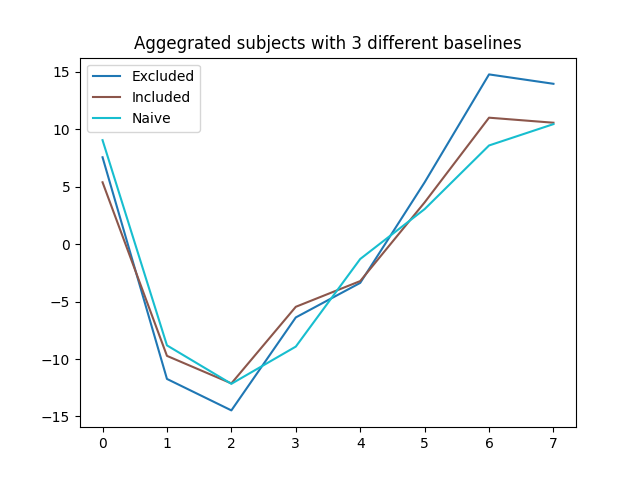 Aggegrated subjects with 3 different baselines
Excluded
Included
Naive
15
10
5
0
−5
−10
−15
0 1 2 3 4 5 6 7